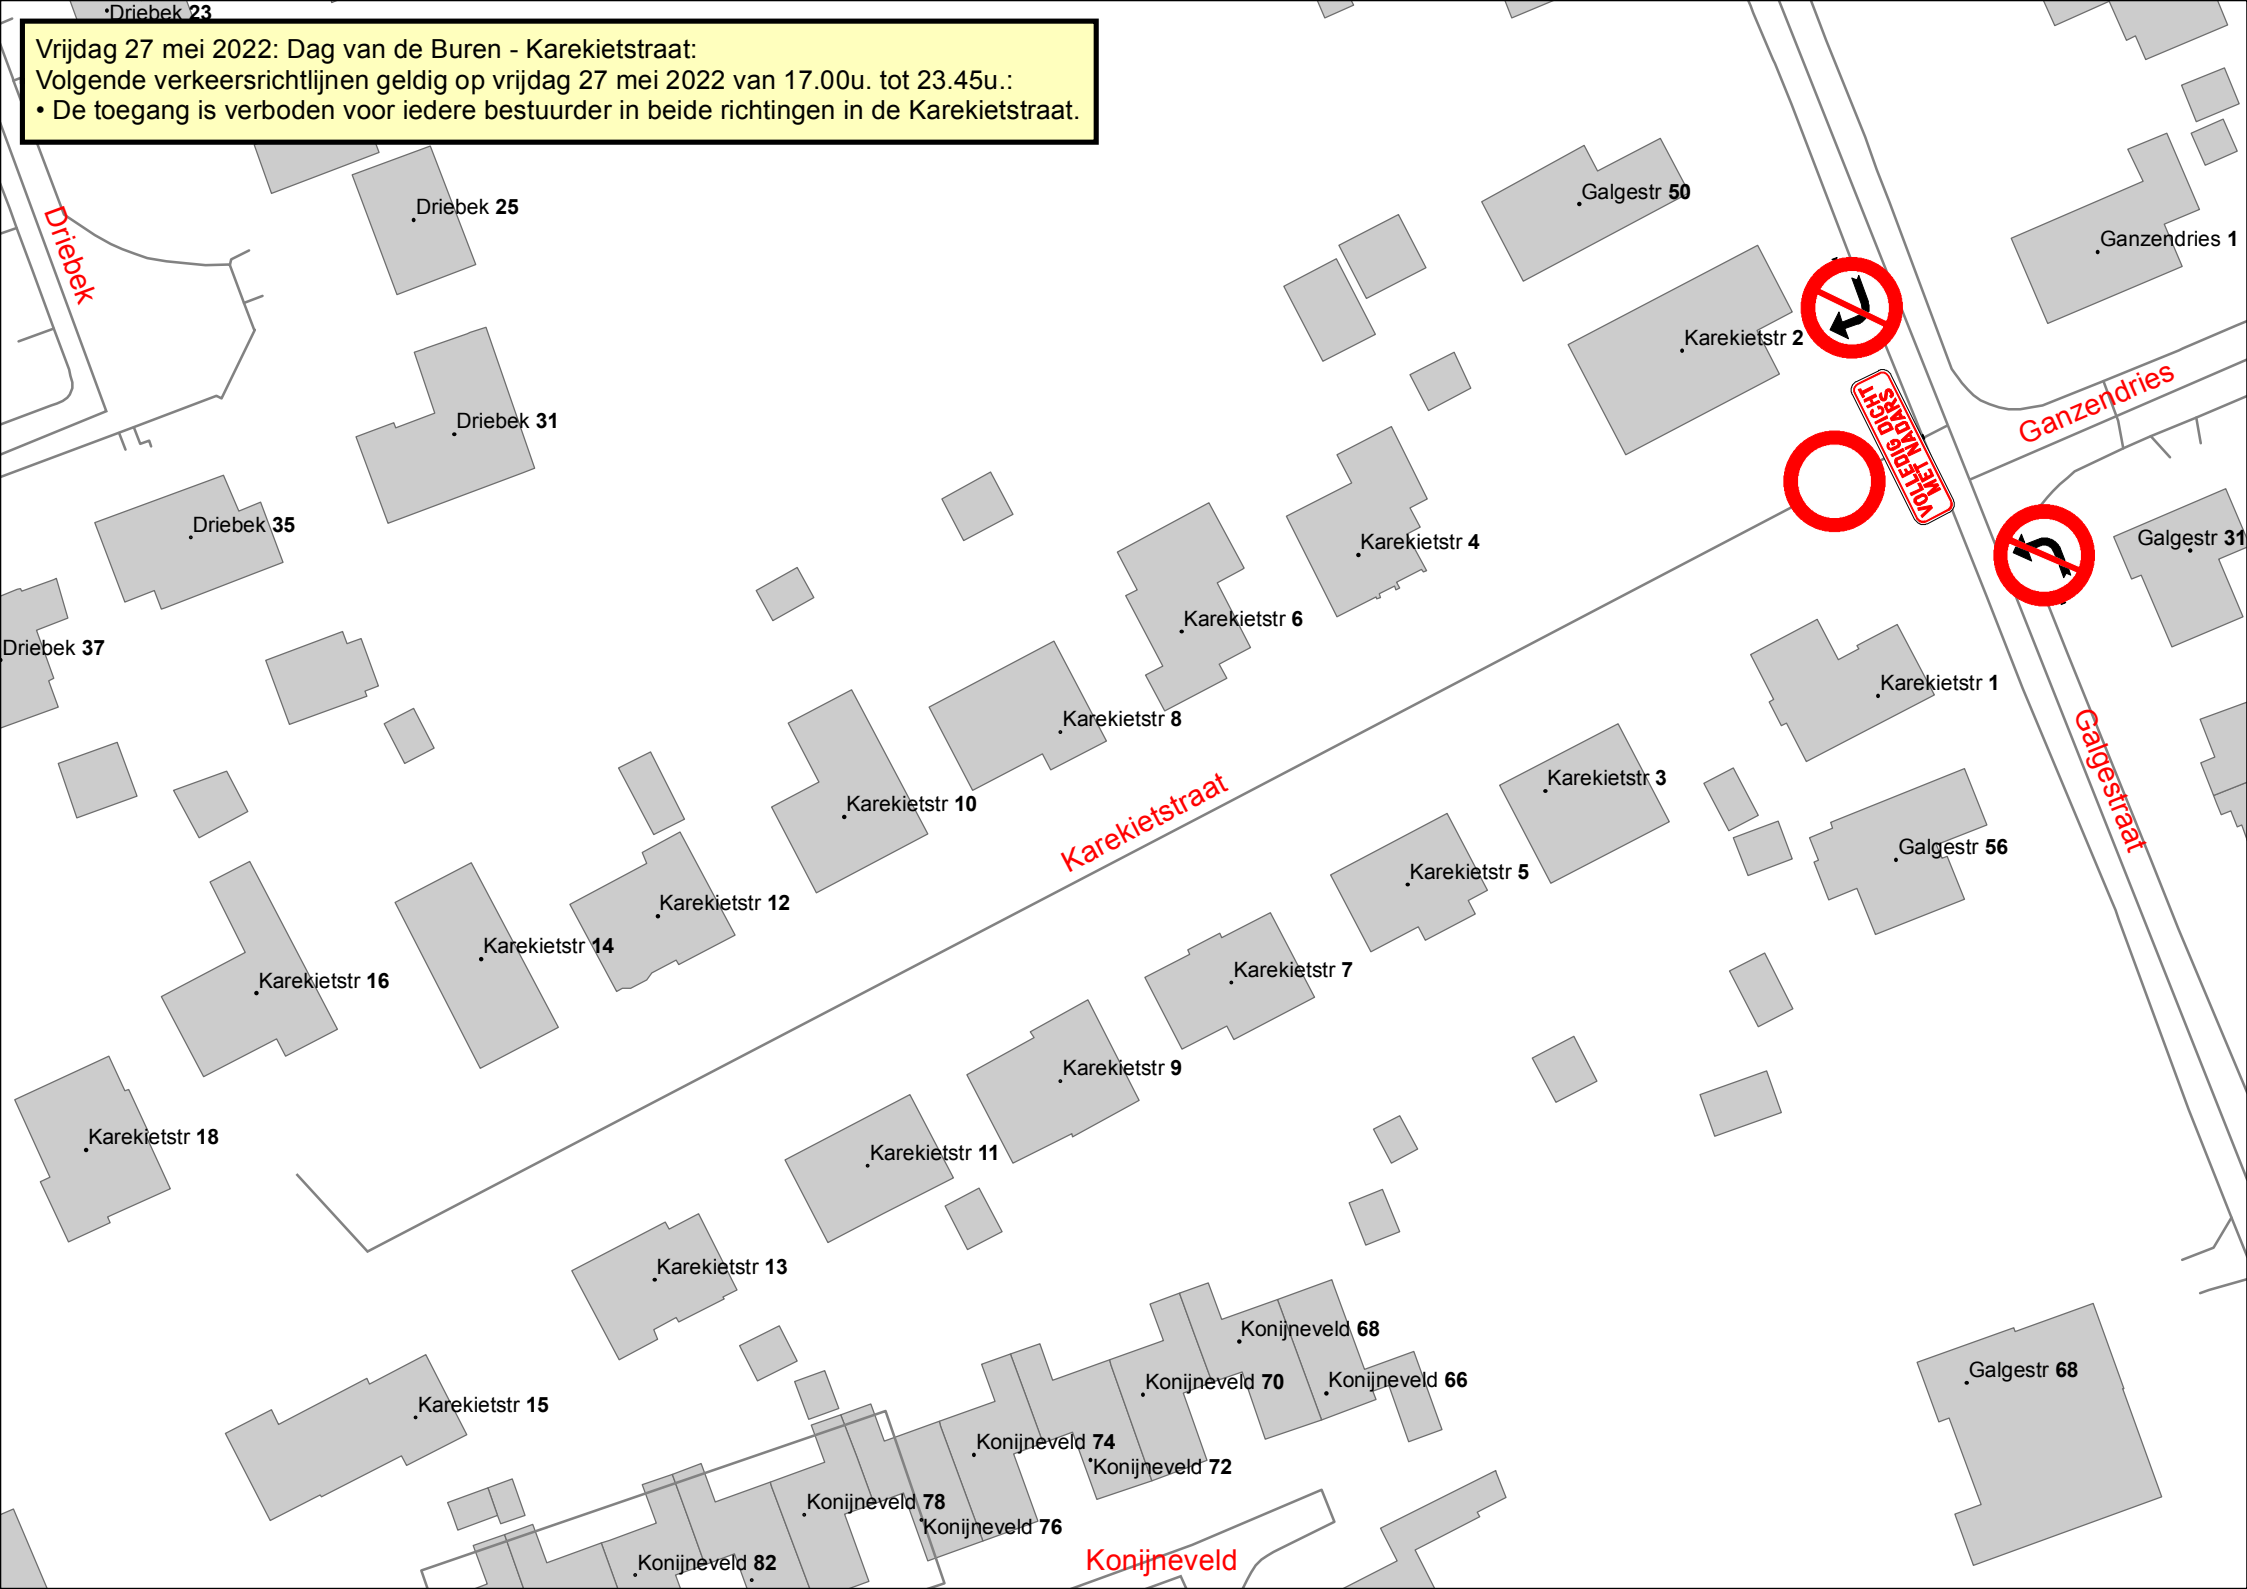 Driebek 23
Vrijdag 27 mei 2022: Dag van de Buren - Karekietstraat:
Volgende verkeersrichtlijnen geldig op vrijdag 27 mei 2022 van 17.00u. tot 23.45u.:
• De toegang is verboden voor iedere bestuurder in beide richtingen in de Karekietstraat.
Driebek
Driebek 25
Galgestr 50
Ganzendries 1
Karekietstr 2
Ganzendries
VOLLEDIG DICHT
MET NADARS
Driebek 31
Driebek 35
Karekietstr 4
Galgestr 31
Karekietstr 6
Driebek 37
Karekietstr 1
Karekietstr 8
Karekietstr 3
Galgestraat
Karekietstr 10
Karekietstraat
Galgestr 56
Karekietstr 5
Karekietstr 12
Karekietstr 14
Karekietstr 7
Karekietstr 16
Karekietstr 9
Karekietstr 18
Karekietstr 11
Karekietstr 13
Konijneveld 68
Galgestr 68
Konijneveld 70
Konijneveld 66
Karekietstr 15
Konijneveld 74
Konijneveld 72
Konijneveld 78
Konijneveld 76
Konijneveld 82
Konijneveld